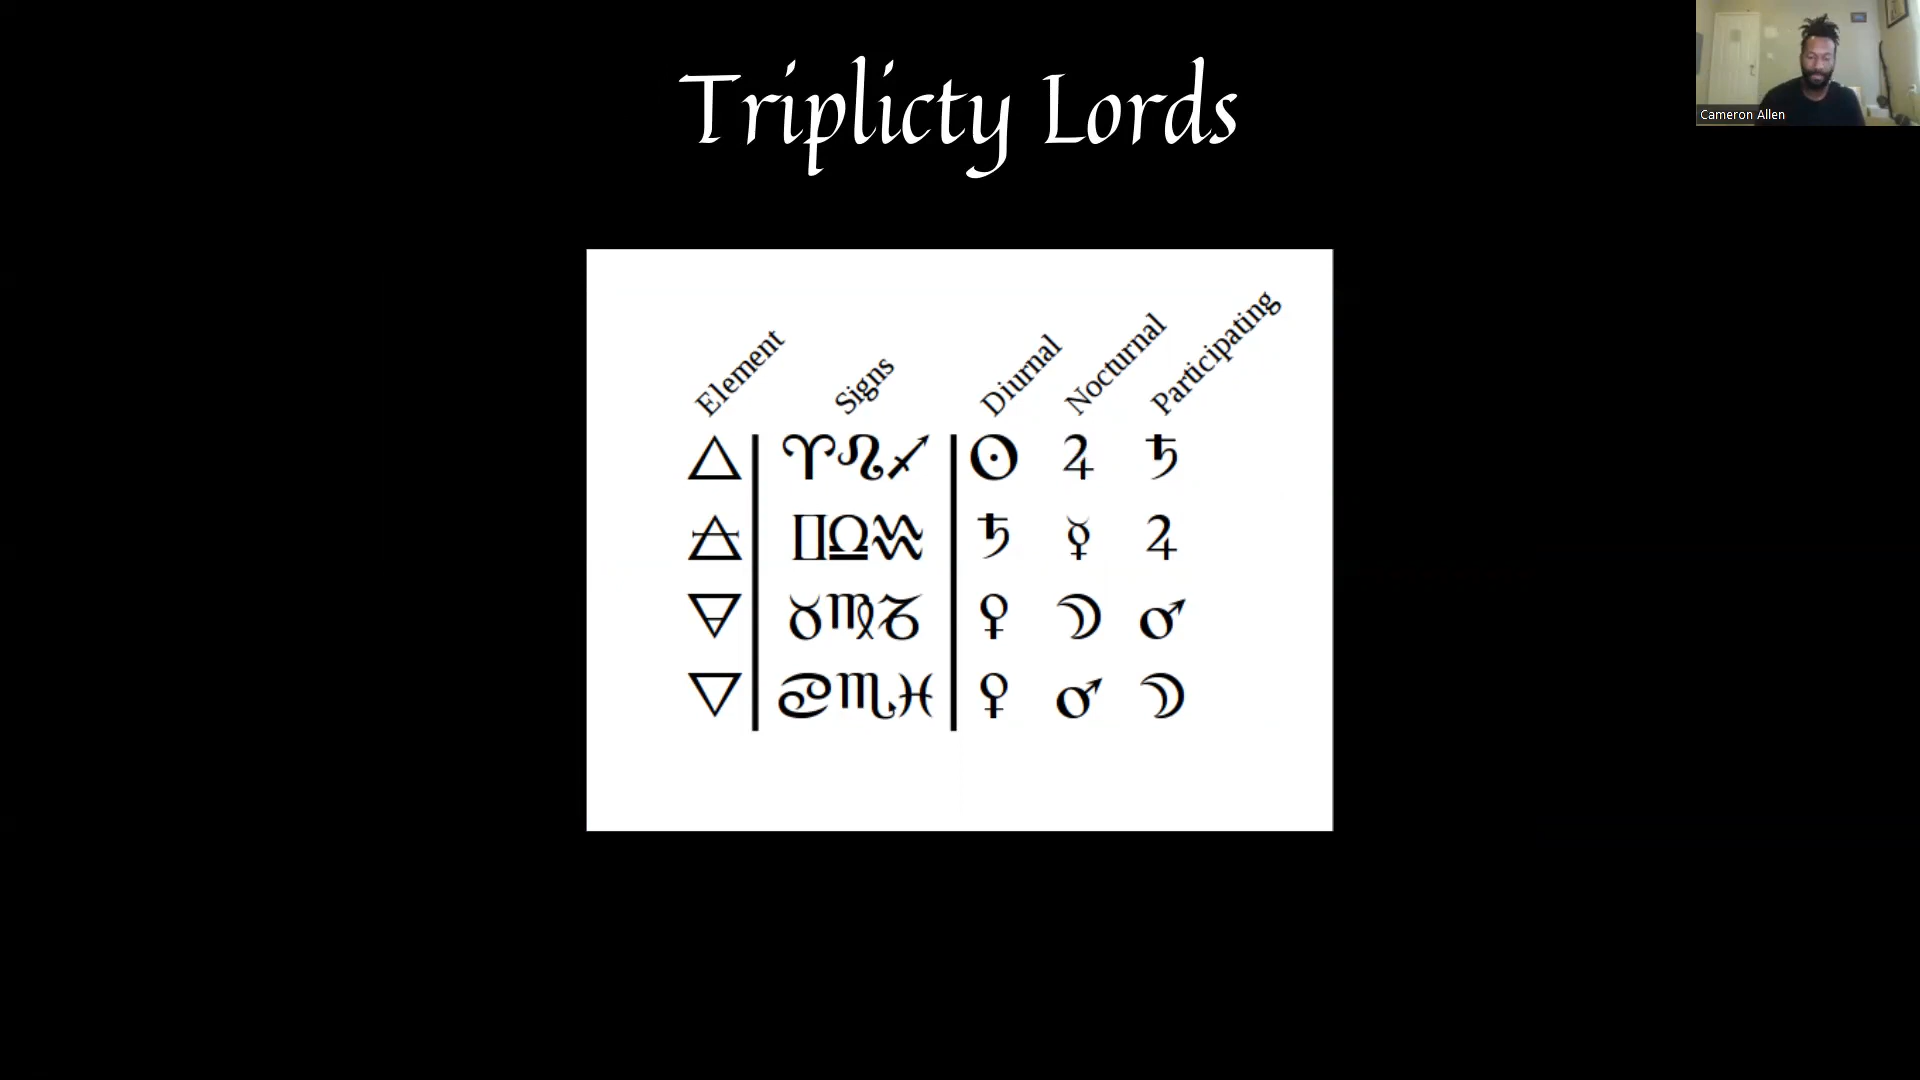 Triplicty Lords
Cameron Allen
Element Signs Diurnal Nocturnal Participating
🜂 ♈♌♐ ☉ ♃ ♄
🜁 ♊♎♒ ♄ ☿ ♃
🜃 ♉♍♑ ♀ ☽ ♂
🜄 ♋♏♓ ♀ ♂ ☽